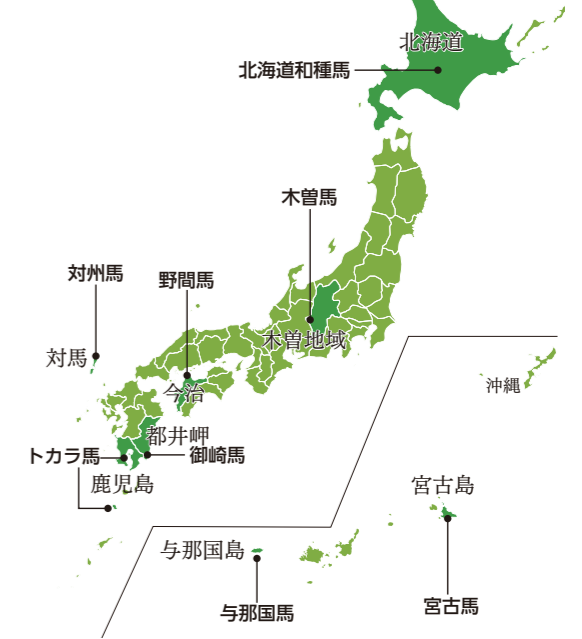 北海道
北海道和種馬
木曽馬
対州馬
野間馬
木曽地域
対馬
今治
沖縄
都井岬
トカラ馬
御崎馬
鹿児島
宮古島
与那国島
宮古馬
与那国馬